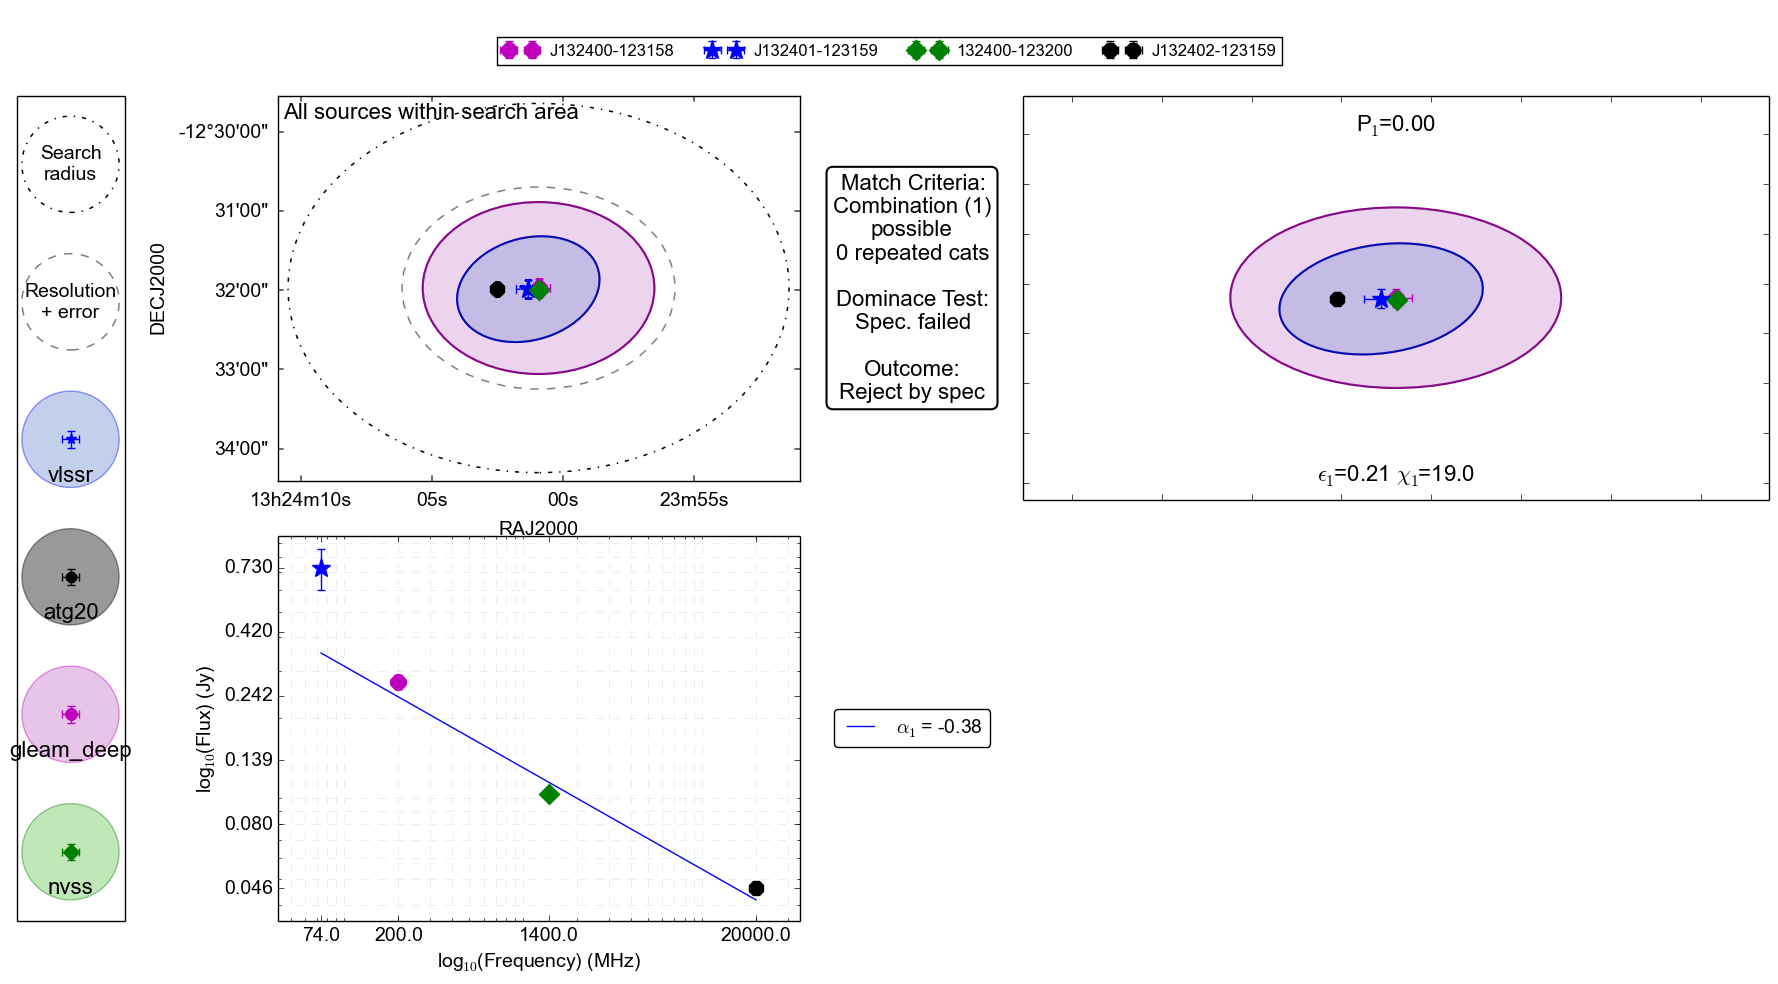 J132400-123158
J132401-123159
132400-123200
J132402-123159
Search
radius
Resolution
+ error
vlssr
atg20
gleam_deep
nvss
All sources within search area
DECJ2000
-12°30'00"
31'00"
32'00"
33'00"
34'00"
13h24m10s
05s
00s
23m55s
RAJ2000
Match Criteria:
Combination (1)
possible
0 repeated cats
Dominace Test:
Spec. failed
Outcome:
Reject by spec
P₁=0.00
ϵ₁=0.21 χ₁=19.0
log₁₀(Flux) (Jy)
0.730
0.420
0.242
0.139
0.080
0.046
74.0
200.0
1400.0
20000.0
log₁₀(Frequency) (MHz)
α₁ = -0.38